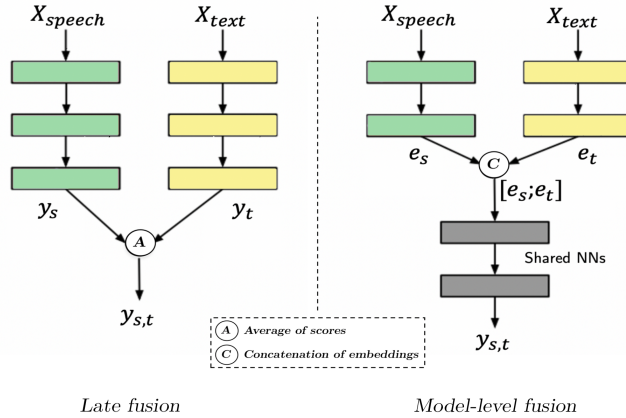 X_speech X_text
y_s y_t
A
y_s,t
X_speech X_text
e_s e_t
C
[e_s;e_t]
Shared NNs
y_s,t
A Average of scores
C Concatenation of embeddings
Late fusion
Model-level fusion